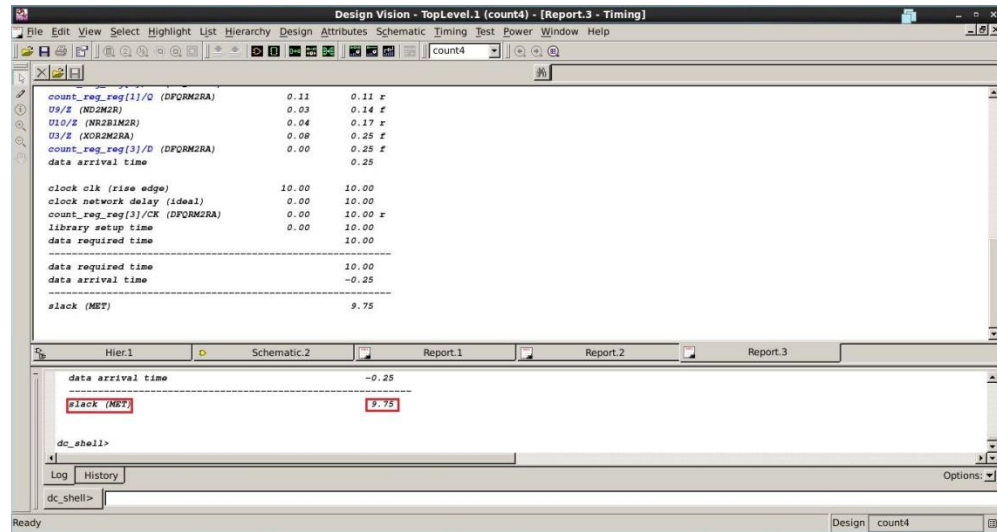 Design Vision - TopLevel.1 (count4) - [Report.3 - Timing]
File Edit View Select Highlight List Hierarchy Design Attributes Schematic Timing Test Power Window Help
count4
count_reg_reg[1]/Q (DFQRM2RA) 0.11 0.11 r
U9/Z (ND2M2R) 0.03 0.14 f
U10/Z (NR2B1M2R) 0.04 0.17 r
U3/Z (XOR2M2RA) 0.08 0.25 f
count_reg_reg[3]/D (DFQRM2RA) 0.00 0.25 f
data arrival time 0.25
clock clk (rise edge) 10.00 10.00
clock network delay (ideal) 0.00 10.00
count_reg_reg[3]/CK (DFQRM2RA) 0.00 10.00 r
library setup time 0.00 10.00
data required time 10.00
data required time 10.00
data arrival time -0.25
slack (MET) 9.75
Hier.1 Schematic.2 Report.1 Report.2 Report.3
data arrival time -0.25
slack (MET) 9.75
dc_shell>
Log History Options:
dc_shell>
Ready Design count4